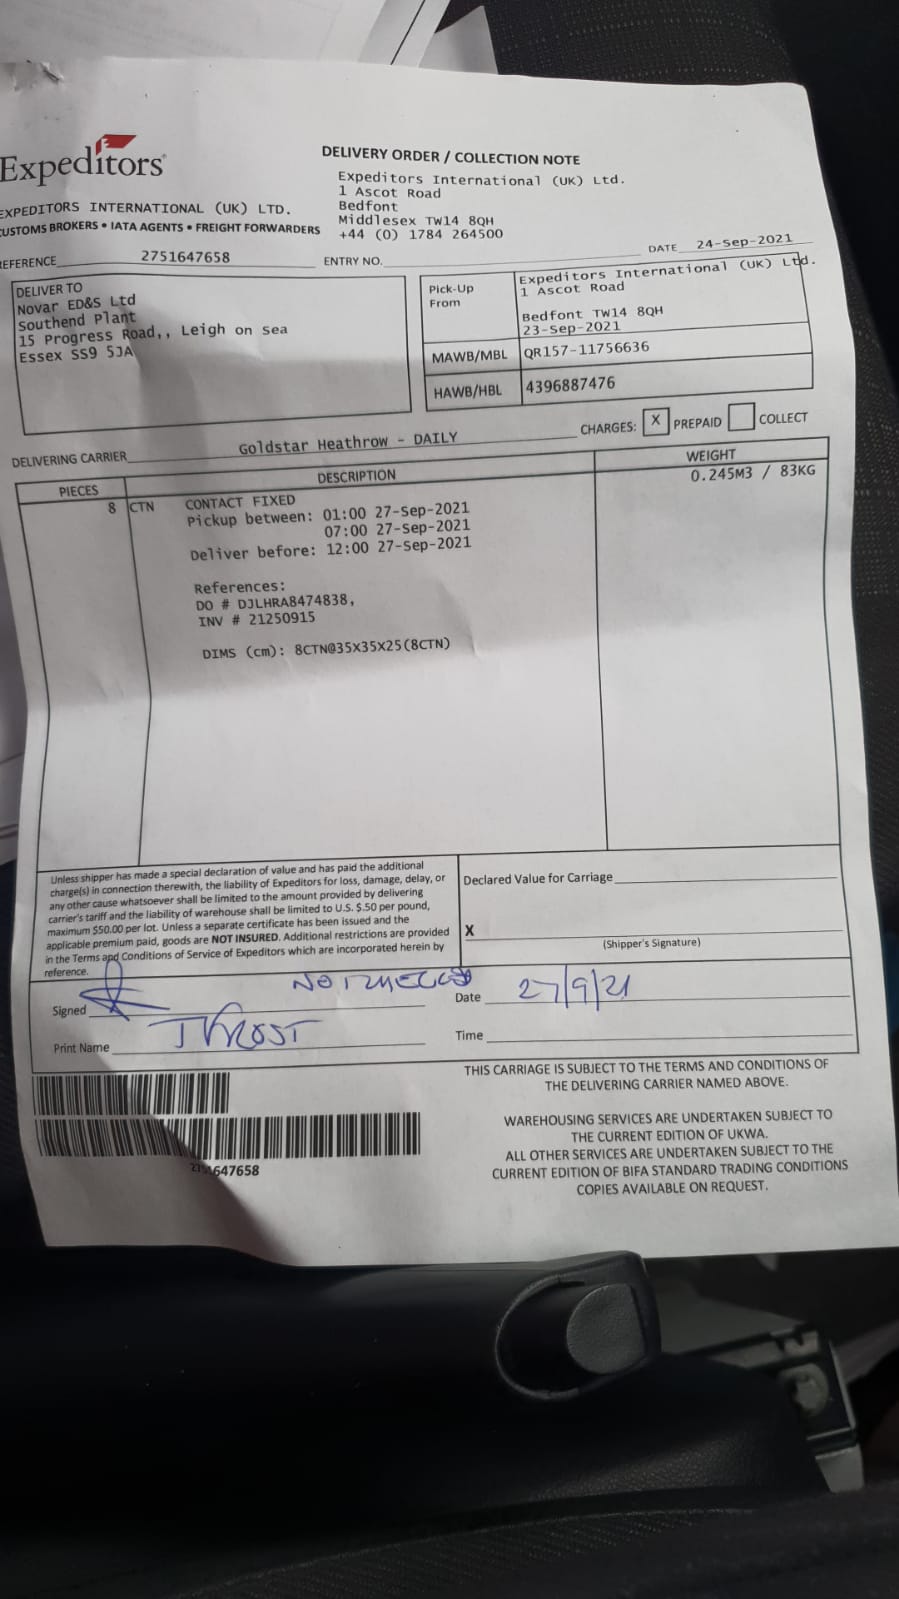 Expeditors
EXPEDITORS INTERNATIONAL (UK) LTD.
CUSTOMS BROKERS • IATA AGENTS • FREIGHT FORWARDERS
DELIVERY ORDER / COLLECTION NOTE
Expeditors International (UK) Ltd.
1 Ascot Road
Bedfont
Middlesex TW14 8QH
+44 (0) 1784 264500
REFERENCE 2751647658
ENTRY NO.
DATE 24-Sep-2021
DELIVER TO
Novar ED&S Ltd
Southend Plant
15 Progress Road,, Leigh on Sea
Essex SS9 5JA
Pick-Up
From
Expeditors International (UK) Ltd.
1 Ascot Road
Bedfont TW14 8QH
23-Sep-2021
MAWB/MBL QR157-11756636
HAWB/HBL 4396887476
DELIVERING CARRIER Goldstar Heathrow - DAILY
CHARGES: X PREPAID COLLECT
PIECES DESCRIPTION WEIGHT
8 CTN CONTACT FIXED 0.245M3 / 83KG
Pickup between: 01:00 27-Sep-2021
07:00 27-Sep-2021
Deliver before: 12:00 27-Sep-2021
References:
DO # DJLHRA8474838,
INV # 21250915
DIMS (cm): 8CTN@35X35X25(8CTN)
Unless shipper has made a special declaration of value and has paid the additional
charge(s) in connection therewith, the liability of Expeditors for loss, damage, delay, or
any other cause whatsoever shall be limited to the amount provided by delivering
carrier's tariff and the liability of warehouse shall be limited to U.S. $.50 per pound,
maximum $50.00 per lot. Unless a separate certificate has been issued and the
applicable premium paid, goods are NOT INSURED. Additional restrictions are provided
in the Terms and Conditions of Service of Expeditors which are incorporated herein by
reference.
Declared Value for Carriage
X
(Shipper's Signature)
Signed
Date 27/9/21
Print Name T FROST
Time
THIS CARRIAGE IS SUBJECT TO THE TERMS AND CONDITIONS OF
THE DELIVERING CARRIER NAMED ABOVE.
WAREHOUSING SERVICES ARE UNDERTAKEN SUBJECT TO
THE CURRENT EDITION OF UKWA.
ALL OTHER SERVICES ARE UNDERTAKEN SUBJECT TO THE
CURRENT EDITION OF BIFA STANDARD TRADING CONDITIONS
COPIES AVAILABLE ON REQUEST.
2751647658